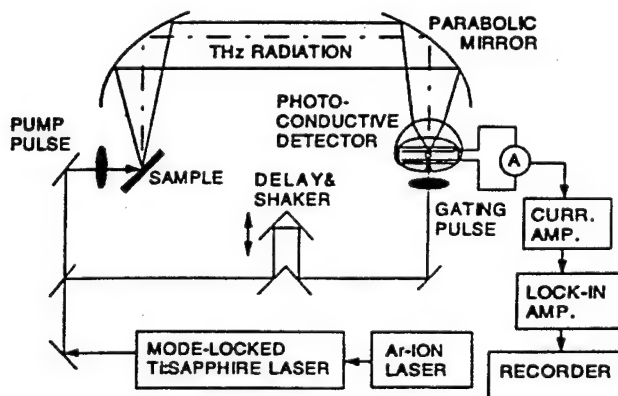 PARABOLIC
MIRROR
THz RADIATION
PHOTO-
CONDUCTIVE
DETECTOR
PUMP
PULSE
A
SAMPLE
DELAY&
SHAKER
GATING
PULSE
CURR.
AMP.
LOCK-IN
AMP.
MODE-LOCKED
TI:SAPPHIRE LASER
Ar-ION
LASER
RECORDER